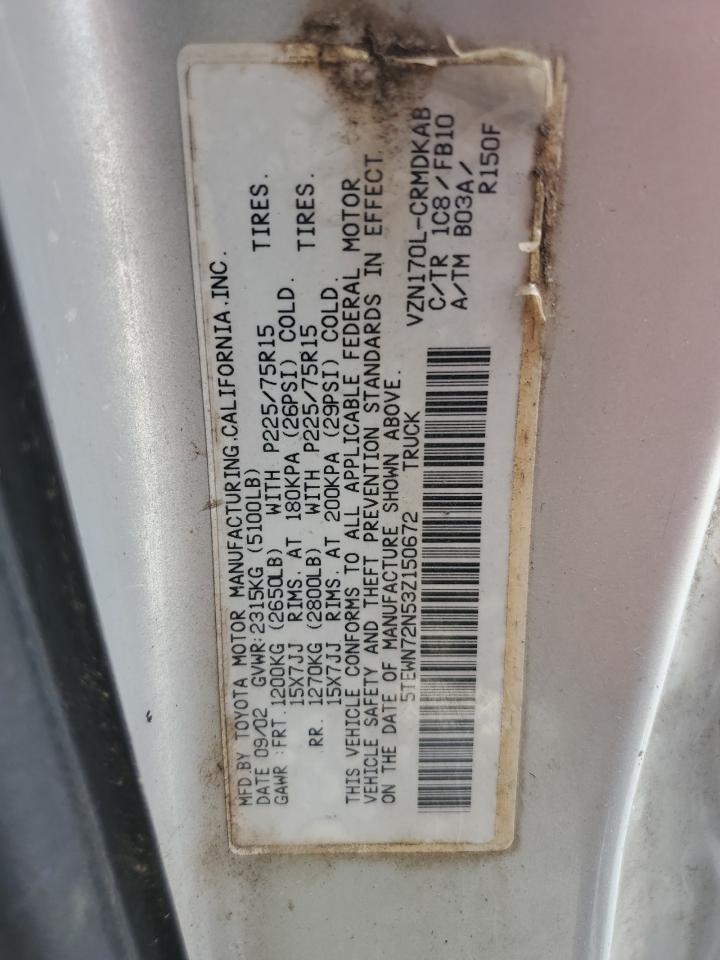 MFD.BY TOYOTA MOTOR MANUFACTURING.CALIFORNIA.INC.
DATE 09/02 GVWR:2315KG (5100LB)
GAWR :FRT.1200KG (2650LB) WITH P225/75R15 TIRES.
15X7JJ RIMS. AT 180KPA (26PSI) COLD.
RR. 1270KG (2800LB) WITH P225/75R15 TIRES.
15X7JJ RIMS. AT 200KPA (29PSI) COLD.
THIS VEHICLE CONFORMS TO ALL APPLICABLE FEDERAL MOTOR
VEHICLE SAFETY AND THEFT PREVENTION STANDARDS IN EFFECT
ON THE DATE OF MANUFACTURE SHOWN ABOVE.
5TEWN72N53Z150672 TRUCK
VZN170L-CRMDKAB
C/TR 1C8/FB10
A/TM B03A/
R150F